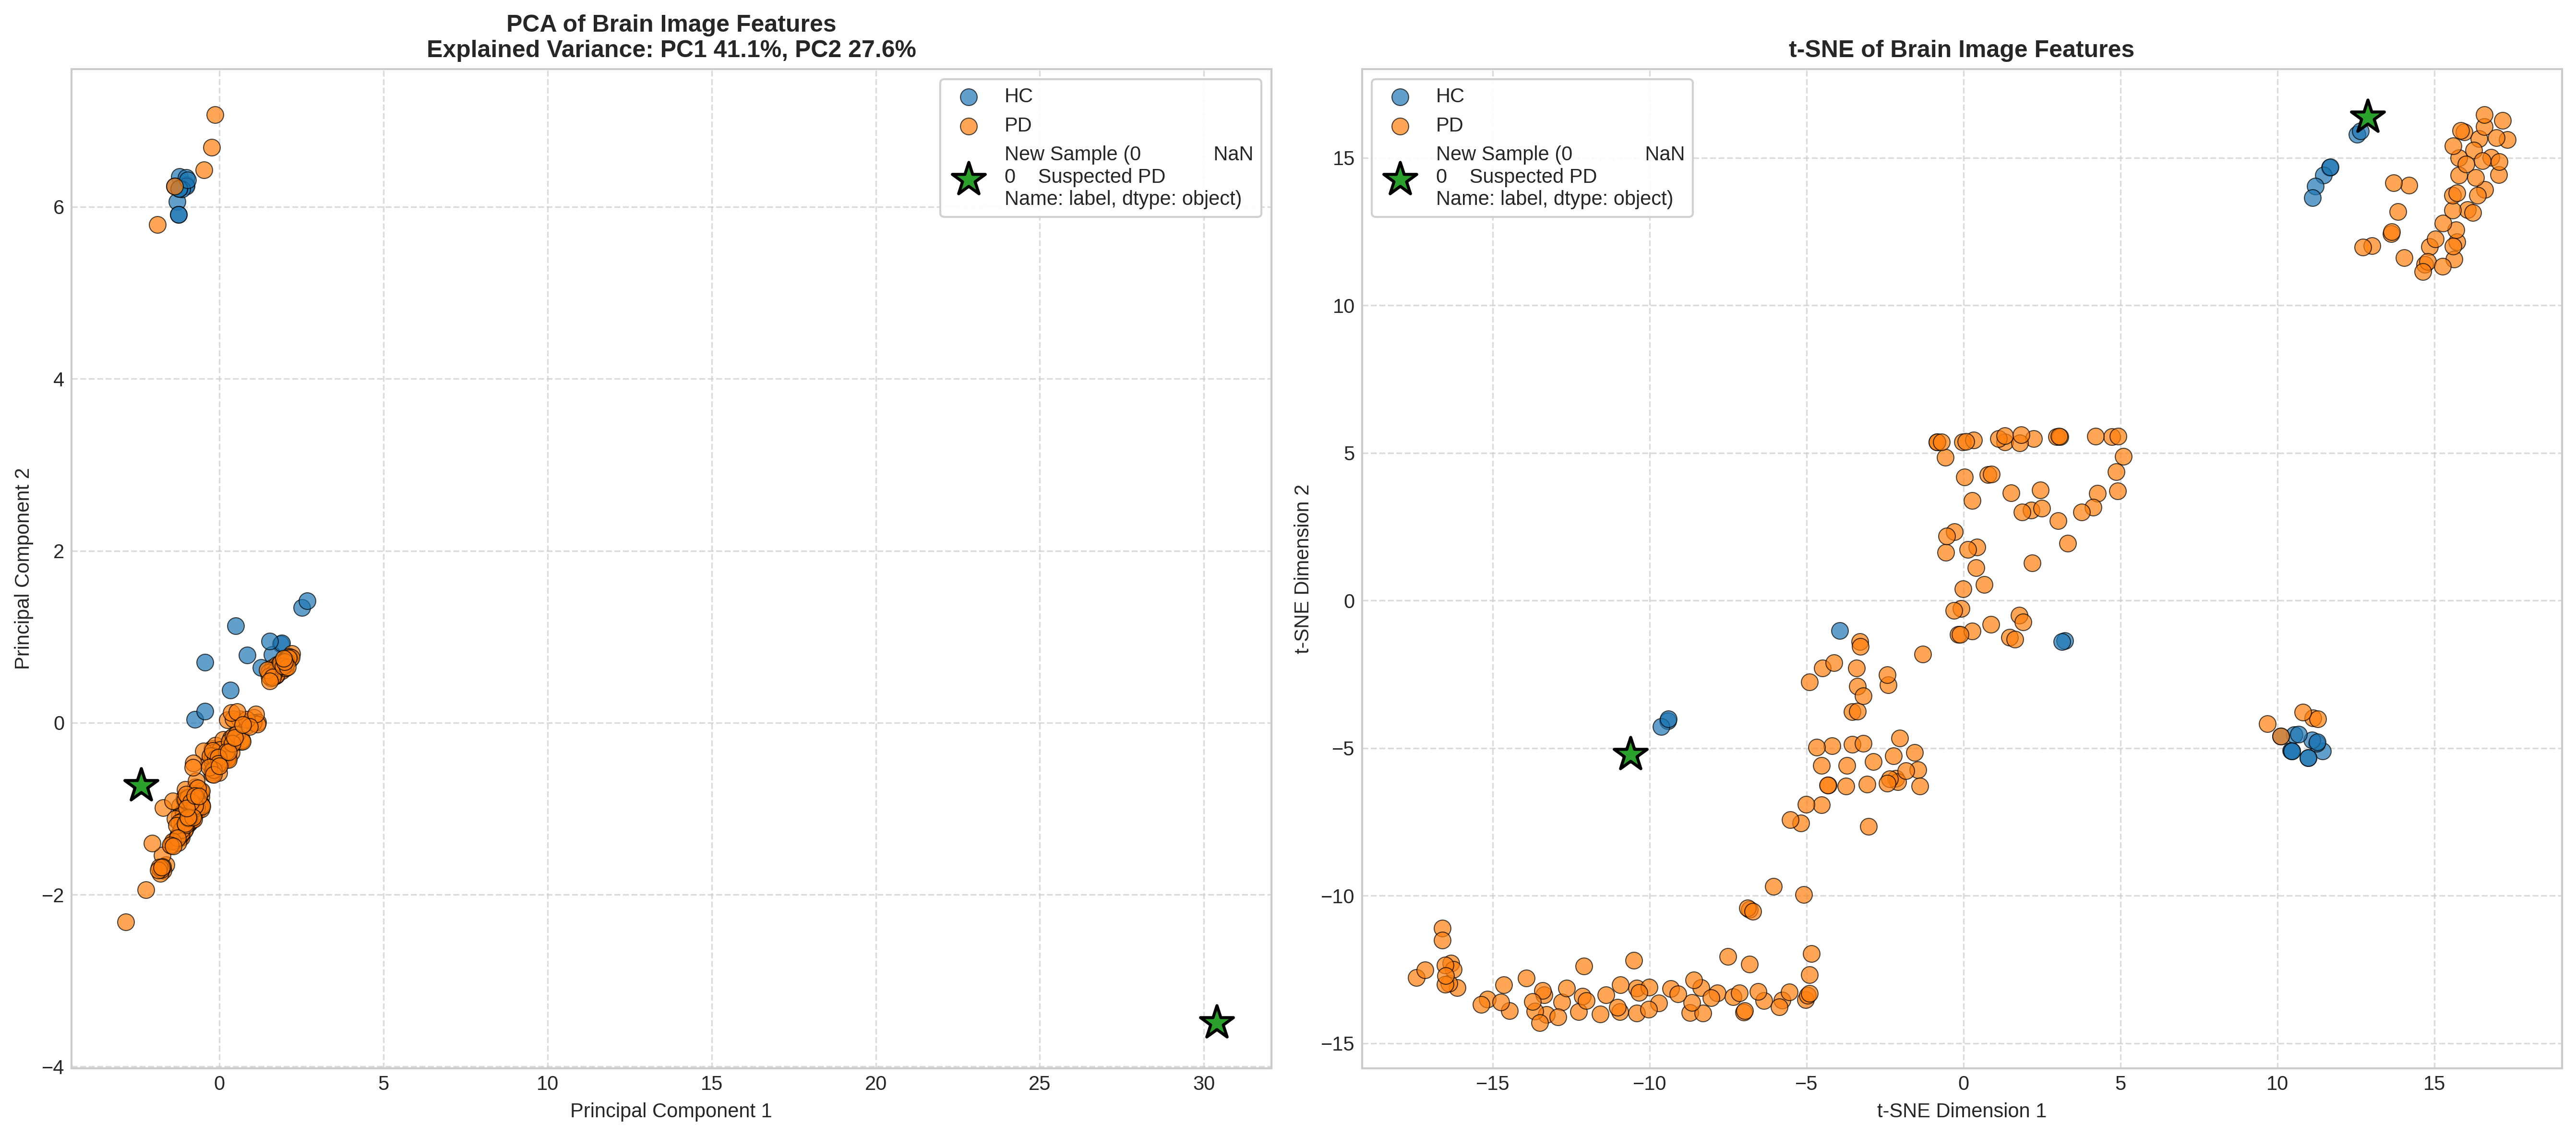 PCA of Brain Image Features
Explained Variance: PC1 41.1%, PC2 27.6%
HC
PD
New Sample (0 NaN
0 Suspected PD
Name: label, dtype: object)
6
4
2
0
−2
−4
Principal Component 2
0 5 10 15 20 25 30
Principal Component 1
t-SNE of Brain Image Features
HC
PD
New Sample (0 NaN
0 Suspected PD
Name: label, dtype: object)
15
10
5
0
−5
−10
−15
t-SNE Dimension 2
−15 −10 −5 0 5 10 15
t-SNE Dimension 1